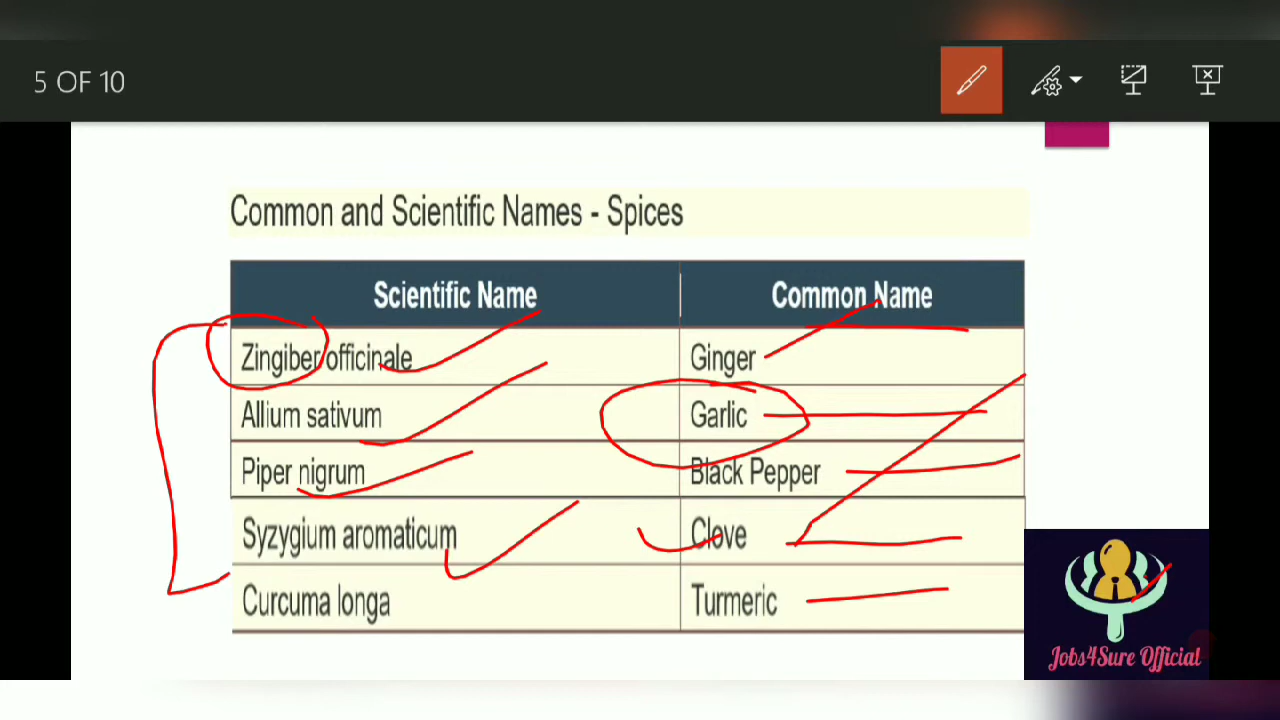 5 OF 10
Common and Scientific Names - Spices
Scientific Name Common Name
Zingiber officinale Ginger
Allium sativum Garlic
Piper nigrum Black Pepper
Syzygium aromaticum Clove
Curcuma longa Turmeric
Jobs4Sure Official